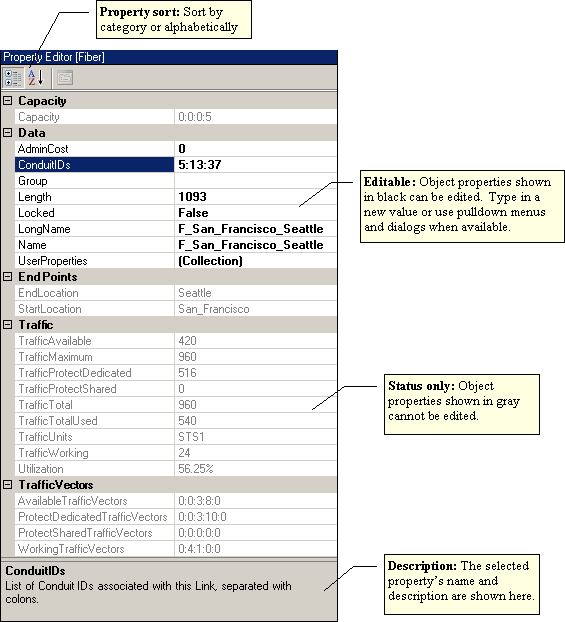 Property sort: Sort by
category or alphabetically
Property Editor [Fiber]
Capacity
Capacity 0:0:0:5
Data
AdminCost 0
ConduitIDs 5:13:37
Group
Length 1093
Locked False
LongName F_San_Francisco_Seattle
Name F_San_Francisco_Seattle
UserProperties (Collection)
Editable: Object properties shown
in black can be edited. Type in a
new value or use pulldown menus
and dialogs when available.
End Points
EndLocation Seattle
StartLocation San_Francisco
Traffic
TrafficAvailable 420
TrafficMaximum 960
TrafficProtectDedicated 516
TrafficProtectShared 0
TrafficTotal 960
TrafficTotalUsed 540
TrafficUnits STS1
TrafficWorking 24
Utilization 56.25%
Status only: Object
properties shown in gray
cannot be edited.
TrafficVectors
AvailableTrafficVectors 0:0:3:8:0
ProtectDedicatedTrafficVectors 0:0:3:10:0
ProtectSharedTrafficVectors 0:0:0:0:0
WorkingTrafficVectors 0:4:1:0:0
ConduitIDs
List of Conduit IDs associated with this Link, separated with
colons.
Description: The selected
property's name and
description are shown here.